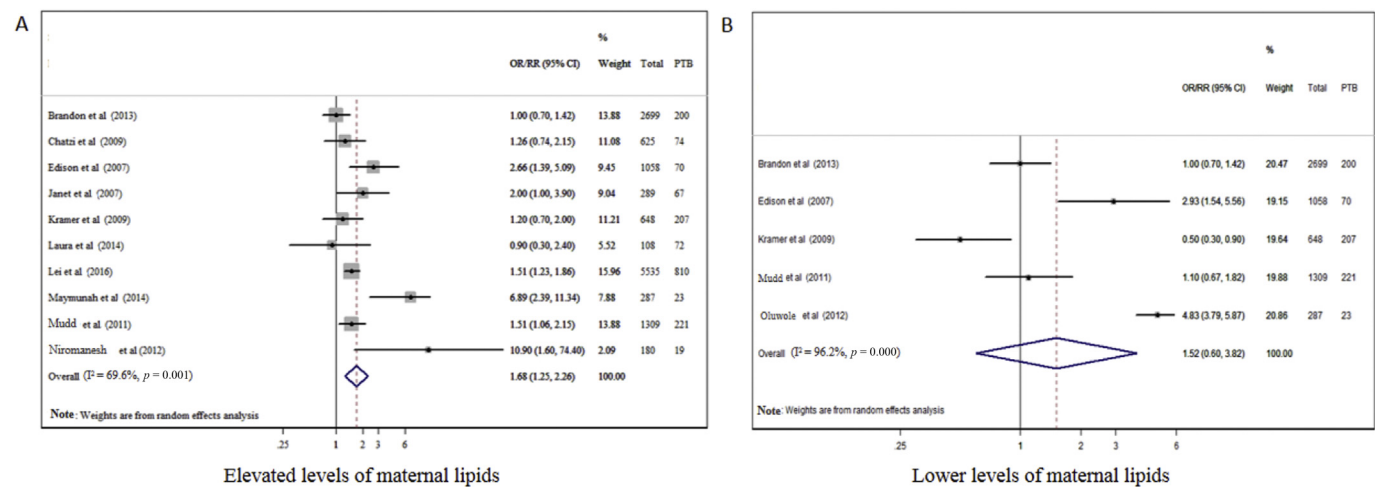 A
%
OR/RR (95% CI) Weight Total PTB
Brandon et al (2013) 1.00 (0.70, 1.42) 13.88 2699 200
Chatzi et al (2009) 1.26 (0.74, 2.15) 11.08 625 74
Edison et al (2007) 2.66 (1.39, 5.09) 9.45 1058 70
Janet et al (2007) 2.00 (1.00, 3.90) 9.04 289 67
Kramer et al (2009) 1.20 (0.70, 2.00) 11.21 648 207
Laura et al (2014) 0.90 (0.30, 2.40) 5.52 108 72
Lei et al (2016) 1.51 (1.23, 1.86) 15.96 5535 810
Maymunah et al (2014) 6.89 (2.39, 11.34) 7.88 287 23
Mudd et al (2011) 1.51 (1.06, 2.15) 13.88 1309 221
Niromanesh et al (2012) 10.90 (1.60, 74.40) 2.09 180 19
Overall (I² = 69.6%, p = 0.001) 1.68 (1.25, 2.26) 100.00
Note: Weights are from random effects analysis
.25 1 2 3 6
Elevated levels of maternal lipids
B
%
OR/RR (95% CI) Weight Total PTB
Brandon et al (2013) 1.00 (0.70, 1.42) 20.47 2699 200
Edison et al (2007) 2.93 (1.54, 5.56) 19.15 1058 70
Kramer et al (2009) 0.50 (0.30, 0.90) 19.64 648 207
Mudd et al (2011) 1.10 (0.67, 1.82) 19.88 1309 221
Oluwole et al (2012) 4.83 (3.79, 5.87) 20.86 287 23
Overall (I² = 96.2%, p = 0.000) 1.52 (0.60, 3.82) 100.00
Note: Weights are from random effects analysis
.25 1 2 3 6
Lower levels of maternal lipids